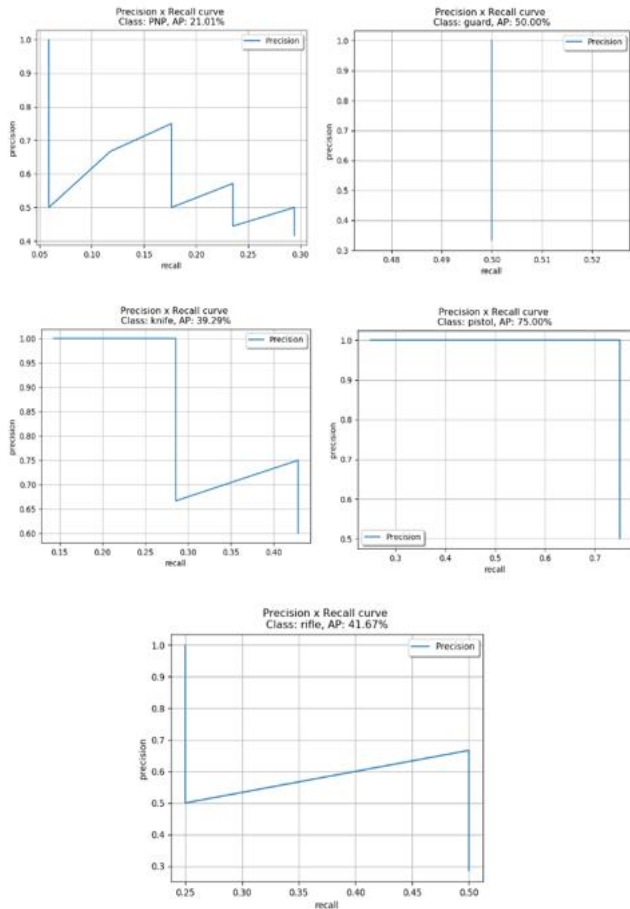 Precision x Recall curve
Class: PNP, AP: 21.01%
Precision
1.0
0.9
0.8
0.7
0.6
0.5
0.4
precision
0.05 0.10 0.15 0.20 0.25 0.30
recall
Precision x Recall curve
Class: guard, AP: 50.00%
Precision
1.0
0.9
0.8
0.7
0.6
0.5
0.4
0.3
precision
0.48 0.49 0.50 0.51 0.52
recall
Precision x Recall curve
Class: knife, AP: 39.29%
Precision
1.00
0.95
0.90
0.85
0.80
0.75
0.70
0.65
0.60
precision
0.15 0.20 0.25 0.30 0.35 0.40
recall
Precision x Recall curve
Class: pistol, AP: 75.00%
1.0
0.9
0.8
0.7
0.6
0.5
precision
Precision
0.3 0.4 0.5 0.6 0.7
recall
Precision x Recall curve
Class: rifle, AP: 41.67%
Precision
1.0
0.9
0.8
0.7
0.6
0.5
0.4
0.3
precision
0.25 0.30 0.35 0.40 0.45 0.50
recall